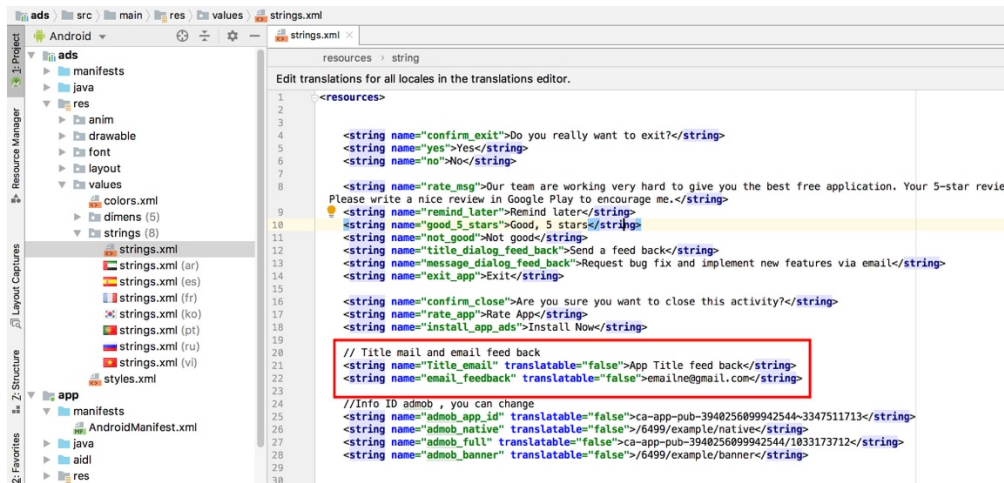 ads src main res values strings.xml
1: Project
Resource Manager
Layout Captures
Z: Structure
2: Favorites
Android
ads
manifests
java
res
anim
drawable
font
layout
values
colors.xml
dimens (5)
strings (8)
strings.xml
strings.xml (ar)
strings.xml (es)
strings.xml (fr)
strings.xml (ko)
strings.xml (pt)
strings.xml (ru)
strings.xml (vi)
styles.xml
app
manifests
AndroidManifest.xml
java
aidl
res
strings.xml
resources › string
Edit translations for all locales in the translations editor.
1 <resources>
2
3
4 <string name="confirm_exit">Do you really want to exit?</string>
5 <string name="yes">Yes</string>
6 <string name="no">No</string>
7
8 <string name="rate_msg">Our team are working very hard to give you the best free application. Your 5-star revie
Please write a nice review in Google Play to encourage me.</string>
9 <string name="remind_later">Remind later</string>
10 <string name="good_5_stars">Good, 5 stars</string>
11 <string name="not_good">Not good</string>
12 <string name="title_dialog_feed_back">Send a feed back</string>
13 <string name="message_dialog_feed_back">Request bug fix and implement new features via email</string>
14 <string name="exit_app">Exit</string>
15
16 <string name="confirm_close">Are you sure you want to close this activity?</string>
17 <string name="rate_app">Rate App</string>
18 <string name="install_app_ads">Install Now</string>
19
20 // Title mail and email feed back
21 <string name="Title_email" translatable="false">App Title feed back</string>
22 <string name="email_feedback" translatable="false">emailne@gmail.com</string>
23
24 //Info ID admob , you can change
25 <string name="admob_app_id" translatable="false">ca-app-pub-3940256099942544~3347511713</string>
26 <string name="admob_native" translatable="false">/6499/example/native</string>
27 <string name="admob_full" translatable="false">ca-app-pub-3940256099942544/1033173712</string>
28 <string name="admob_banner" translatable="false">/6499/example/banner</string>
29
30